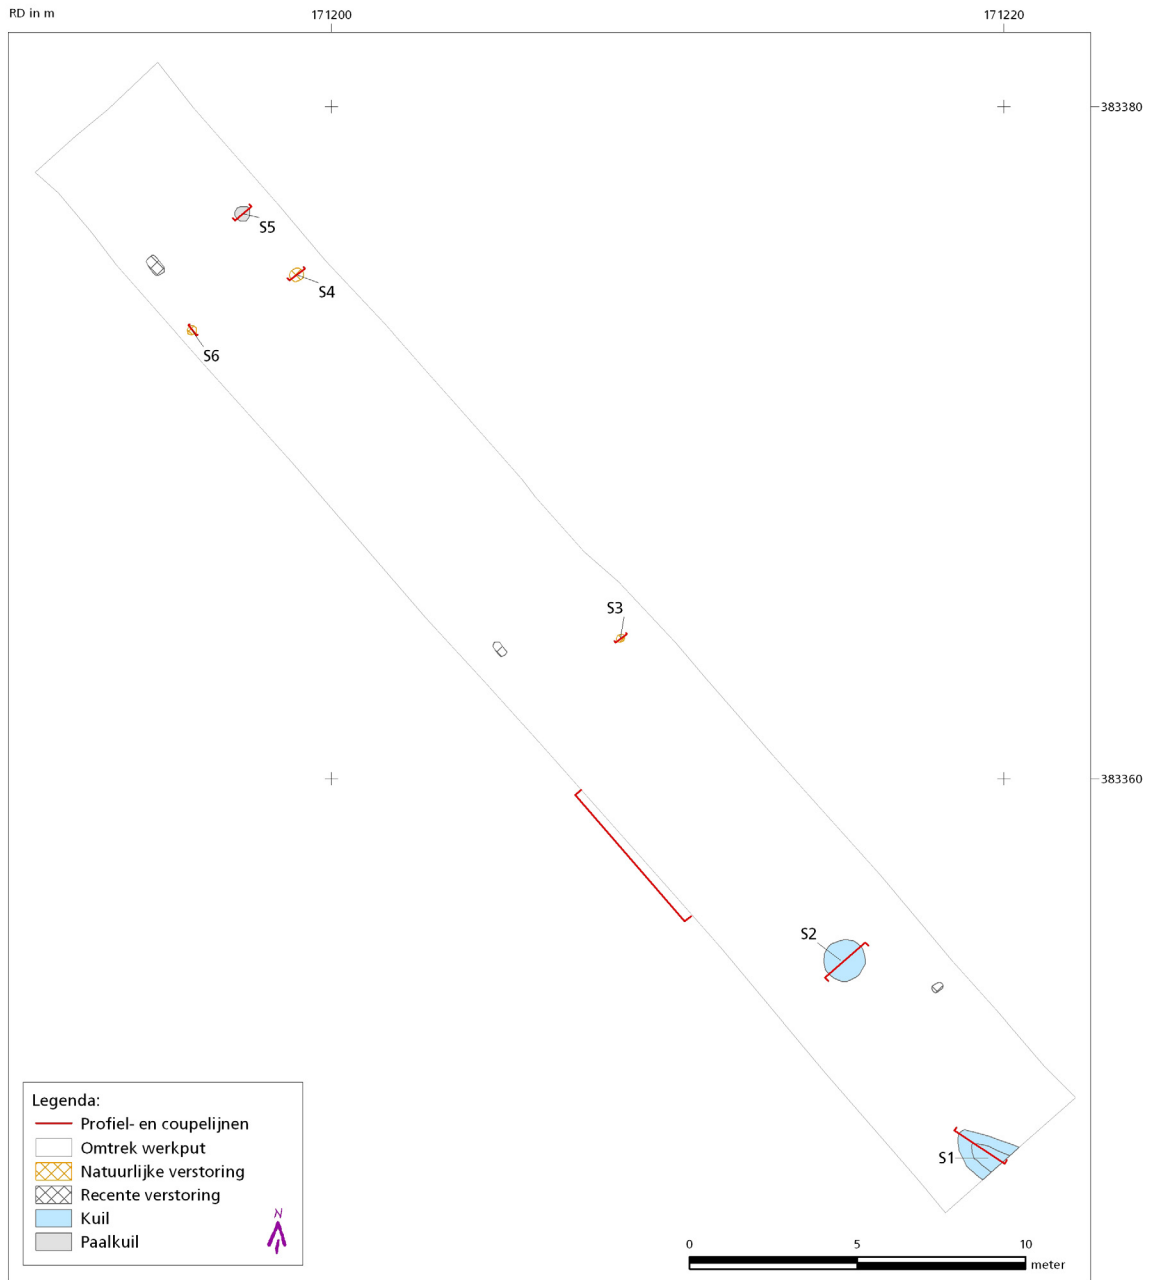 RD in m
171200
171220
383380
S5
S4
S6
S3
383360
S2
S1
Legenda:
Profiel- en coupelijnen
Omtrek werkput
Natuurlijke verstoring
Recente verstoring
Kuil
Paalkuil
N
0
5
10
meter